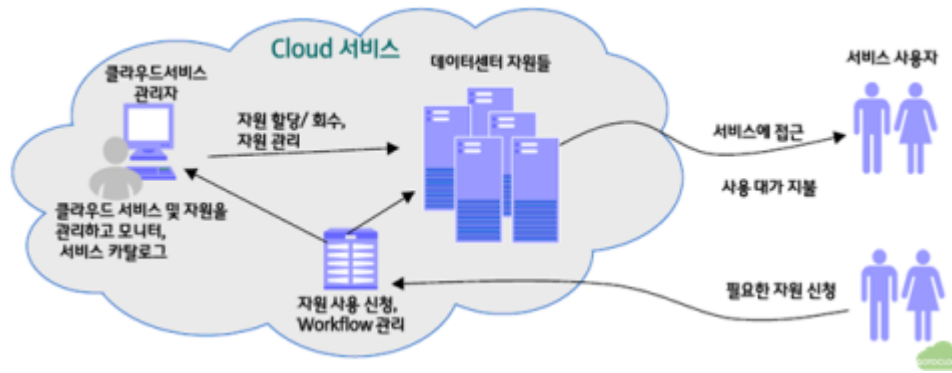 Cloud 서비스
클라우드서비스
관리자
데이터센터 자원들
서비스 사용자
자원 할당/ 회수,
자원 관리
서비스에 접근
사용 대가 지불
클라우드 서비스 및 자원을
관리하고 모니터,
서비스 카탈로그
자원 사용 신청,
Workflow 관리
필요한 자원 신청